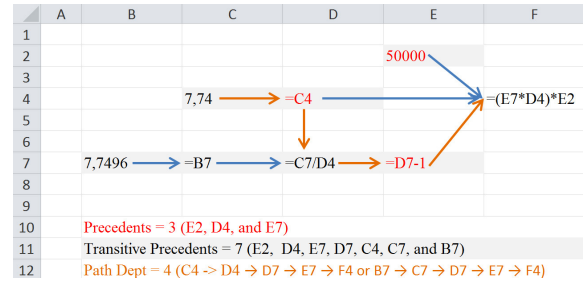 A B C D E F
1
2 50000
3
4 7,74 =C4 =(E7*D4)*E2
5
6
7 7,7496 =B7 =C7/D4 =D7-1
8
9
10 Precedents = 3 (E2, D4, and E7)
11 Transitive Precedents = 7 (E2, D4, E7, D7, C4, C7, and B7)
12 Path Dept = 4 (C4 -> D4 → D7 → E7 → F4 or B7 → C7 → D7 → E7 → F4)